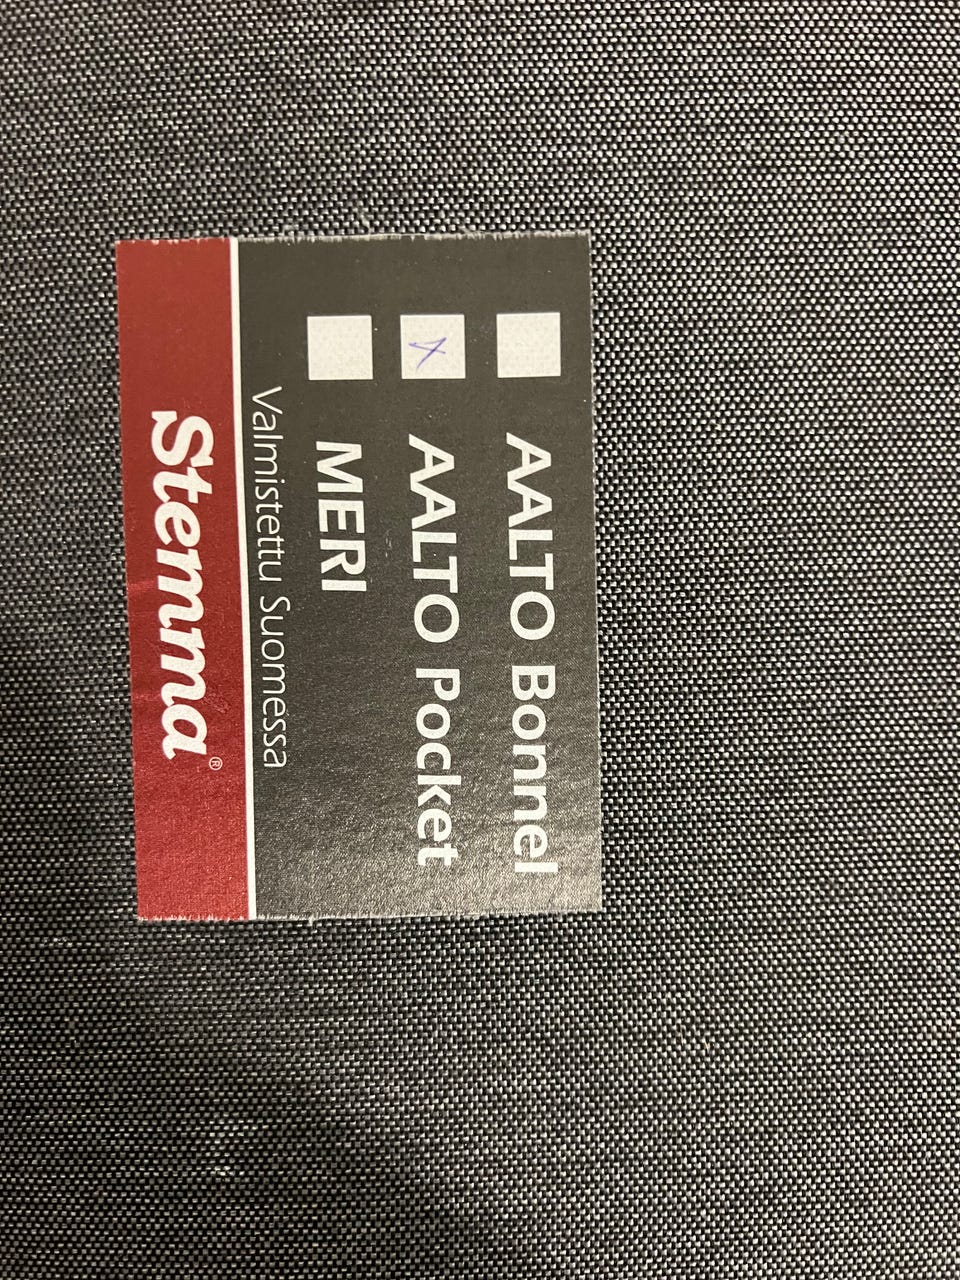 AALTO Bonnel
x AALTO Pocket
MERI
Valmistettu Suomessa
Stemma®